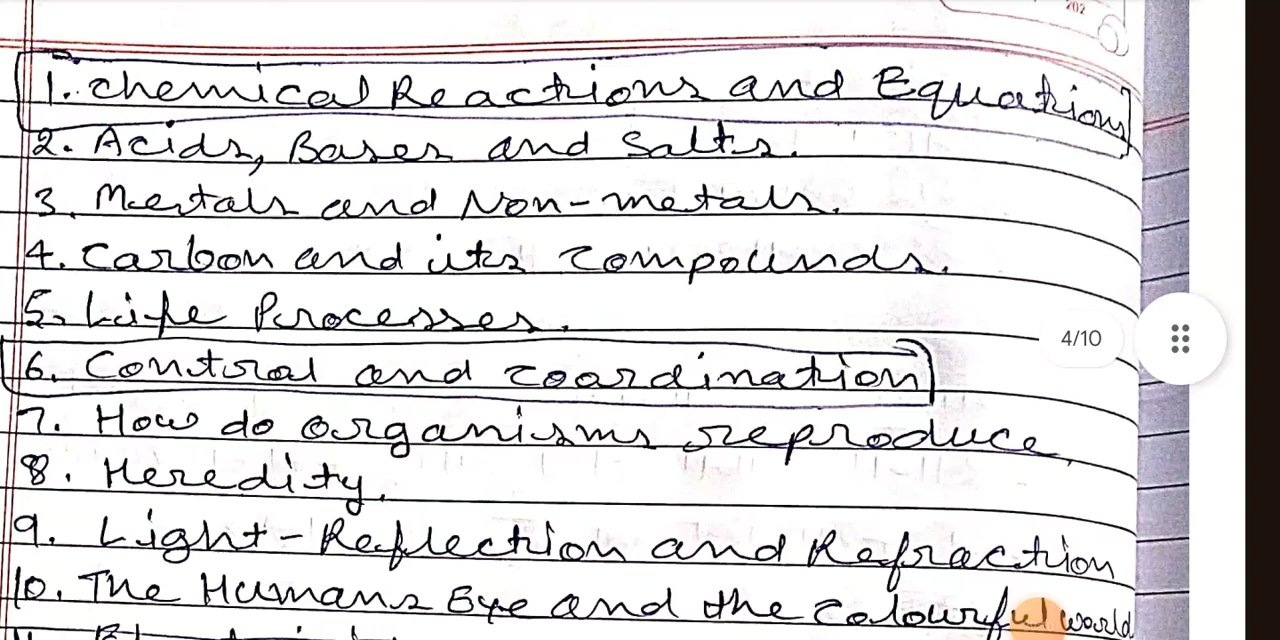 202
1. Chemical Reactions and Equations
2. Acids, Bases and Salts.
3. Mestals and Non-metals.
4. Carbon and its compounds.
5. Life Processes.
6. Control and coordination
7. How do organisms reproduce,
8. Heredity.
9. Light-Reflection and Refraction
10. The Humans Eye and the Colourful world
4/10